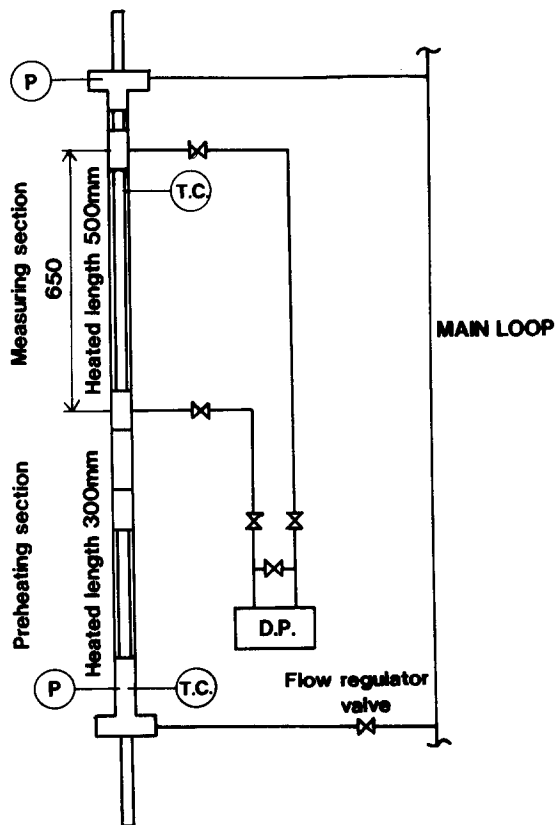 P
T.C.
Measuring section
650
Heated length 500mm
MAIN LOOP
Preheating section
Heated length 300mm
D.P.
P
T.C.
Flow regulator
valve